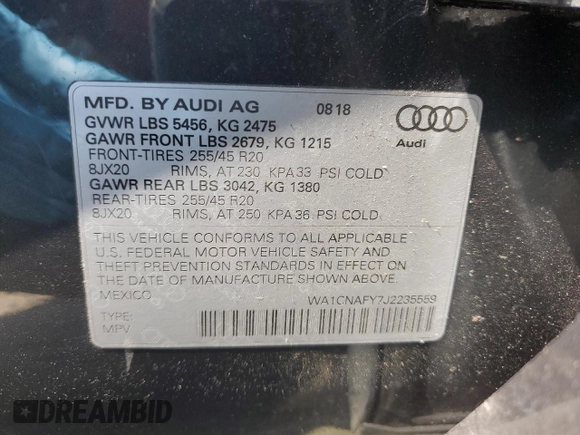 MFD. BY AUDI AG 0818
GVWR LBS 5456, KG 2475
GAWR FRONT LBS 2679, KG 1215
FRONT-TIRES 255/45 R20
8JX20 RIMS, AT 230 KPA 33 PSI COLD
GAWR REAR LBS 3042, KG 1380
REAR-TIRES 255/45 R20
8JX20 RIMS, AT 250 KPA 36 PSI COLD
Audi
THIS VEHICLE CONFORMS TO ALL APPLICABLE
U.S. FEDERAL MOTOR VEHICLE SAFETY AND
THEFT PREVENTION STANDARDS IN EFFECT ON
THE DATE OF MANUFACTURE SHOWN ABOVE.
MEXICO WA1CNAFY7J2235559
TYPE:
MPV
DREAMBID